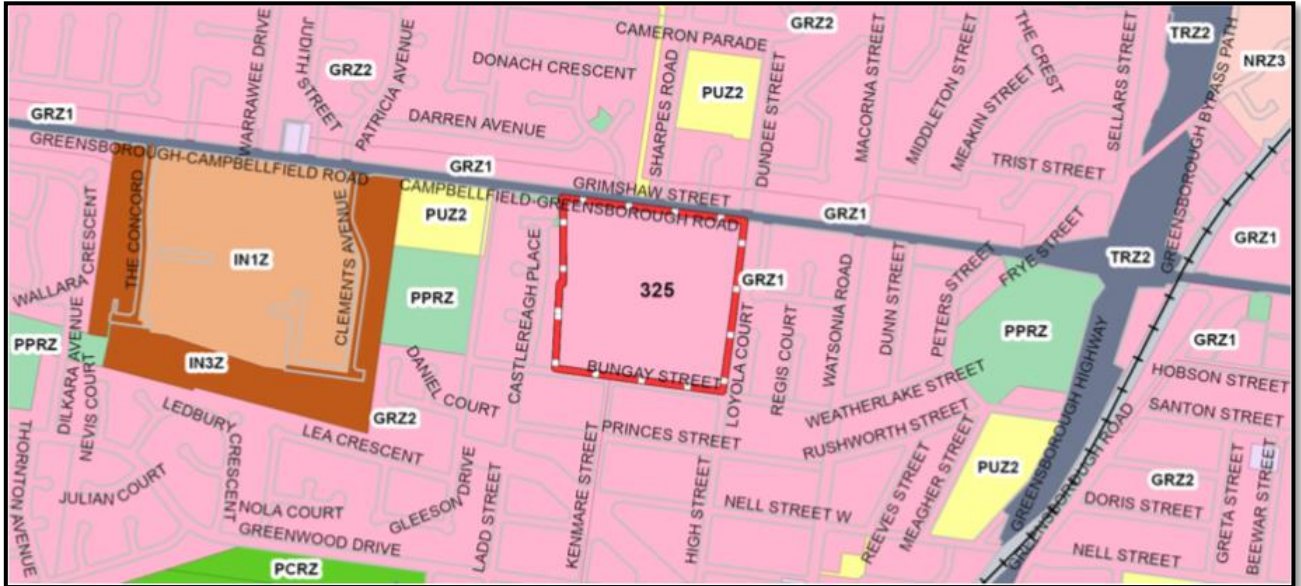 CAMERON PARADE
GRZ2
THE CREST
TRZ2
NRZ3
WARRAWEE DRIVE
JUDITH STREET
GRZ2
PATRICIA AVENUE
DONACH CRESCENT
SHARPES ROAD
PUZ2
DUNDEE STREET
MACORNA STREET
MIDDLETON STREET
MEAKIN STREET
SELLARS STREET
GREENSBOROUGH BYPASS PATH
GRZ1
DARREN AVENUE
TRIST STREET
GREENSBOROUGH-CAMPBELLFIELD ROAD
GRZ1
GRIMSHAW STREET
CAMPBELLFIELD-GREENSBOROUGH ROAD
GRZ1
GRZ1
WALLARA CRESCENT
THE CONCORD
IN1Z
CLEMENTS AVENUE
PUZ2
CASTLEREAGH PLACE
325
GRZ1
FRYE STREET
TRZ2
PPRZ
PETERS STREET
DUNN STREET
WATSONIA ROAD
REGIS COURT
LOYOLA COURT
PPRZ
PPRZ
DILKARA AVENUE
NEVIS COURT
IN3Z
BUNGAY STREET
GREENSBOROUGH HIGHWAY
GRZ1
HOBSON STREET
DANIEL COURT
WEATHERLAKE STREET
SANTON STREET
LEDBURY CRESCENT
GRZ2
LEA CRESCENT
PRINCES STREET
RUSHWORTH STREET
THORNTON AVENUE
JULIAN COURT
NOLA COURT
GLEESON DRIVE
LADD STREET
KENMARE STREET
HIGH STREET
NELL STREET W
REEVES STREET
MEAGHER STREET
PUZ2
GREENSBOROUGH ROAD
GRZ2
DORIS STREET
GRETA STREET
BEEWAR STREET
GREENWOOD DRIVE
NELL STREET
PCRZ